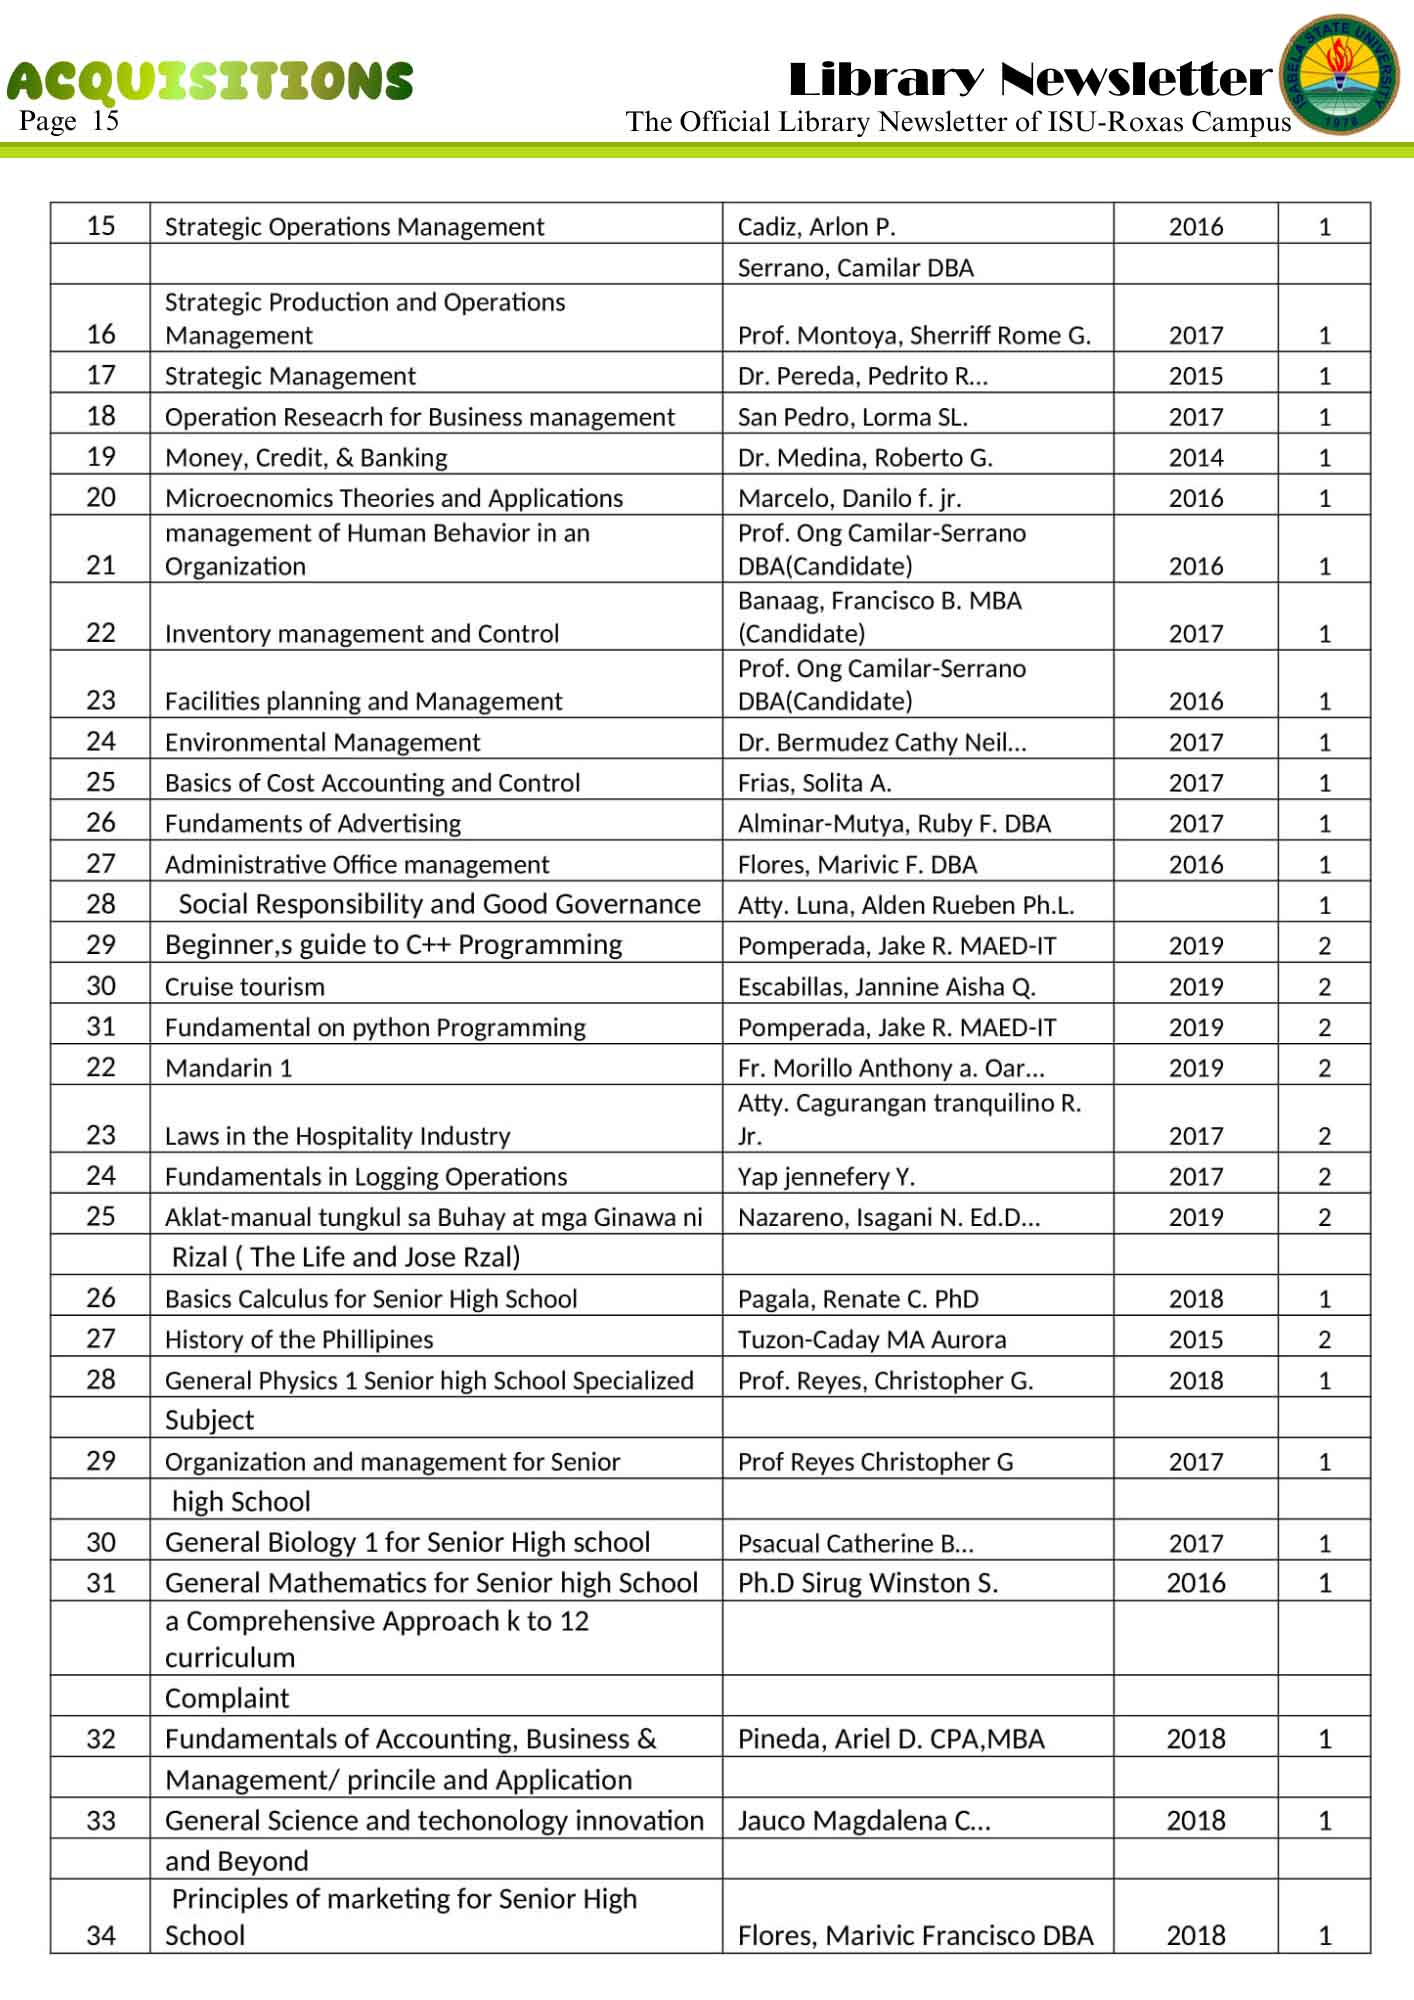 ACQUISITIONS
Library Newsletter
Page 15
The Official Library Newsletter of ISU-Roxas Campus
ISABELA STATE UNIVERSITY
1978
15 Strategic Operations Management Cadiz, Arlon P. 2016 1
Serrano, Camilar DBA
Strategic Production and Operations
16 Management Prof. Montoya, Sherriff Rome G. 2017 1
17 Strategic Management Dr. Pereda, Pedrito R... 2015 1
18 Operation Reseacrh for Business management San Pedro, Lorma SL. 2017 1
19 Money, Credit, & Banking Dr. Medina, Roberto G. 2014 1
20 Microecnomics Theories and Applications Marcelo, Danilo f. jr. 2016 1
management of Human Behavior in an Prof. Ong Camilar-Serrano
21 Organization DBA(Candidate) 2016 1
Banaag, Francisco B. MBA
22 Inventory management and Control (Candidate) 2017 1
Prof. Ong Camilar-Serrano
23 Facilities planning and Management DBA(Candidate) 2016 1
24 Environmental Management Dr. Bermudez Cathy Neil... 2017 1
25 Basics of Cost Accounting and Control Frias, Solita A. 2017 1
26 Fundaments of Advertising Alminar-Mutya, Ruby F. DBA 2017 1
27 Administrative Office management Flores, Marivic F. DBA 2016 1
28 Social Responsibility and Good Governance Atty. Luna, Alden Rueben Ph.L. 1
29 Beginner,s guide to C++ Programming Pomperada, Jake R. MAED-IT 2019 2
30 Cruise tourism Escabillas, Jannine Aisha Q. 2019 2
31 Fundamental on python Programming Pomperada, Jake R. MAED-IT 2019 2
22 Mandarin 1 Fr. Morillo Anthony a. Oar... 2019 2
Atty. Cagurangan tranquilino R.
23 Laws in the Hospitality Industry Jr. 2017 2
24 Fundamentals in Logging Operations Yap jennefery Y. 2017 2
25 Aklat-manual tungkul sa Buhay at mga Ginawa ni Nazareno, Isagani N. Ed.D... 2019 2
Rizal ( The Life and Jose Rzal)
26 Basics Calculus for Senior High School Pagala, Renate C. PhD 2018 1
27 History of the Phillipines Tuzon-Caday MA Aurora 2015 2
28 General Physics 1 Senior high School Specialized Prof. Reyes, Christopher G. 2018 1
Subject
29 Organization and management for Senior Prof Reyes Christopher G 2017 1
high School
30 General Biology 1 for Senior High school Psacual Catherine B... 2017 1
31 General Mathematics for Senior high School Ph.D Sirug Winston S. 2016 1
a Comprehensive Approach k to 12
curriculum
Complaint
32 Fundamentals of Accounting, Business & Pineda, Ariel D. CPA,MBA 2018 1
Management/ princile and Application
33 General Science and techonology innovation Jauco Magdalena C... 2018 1
and Beyond
Principles of marketing for Senior High
34 School Flores, Marivic Francisco DBA 2018 1